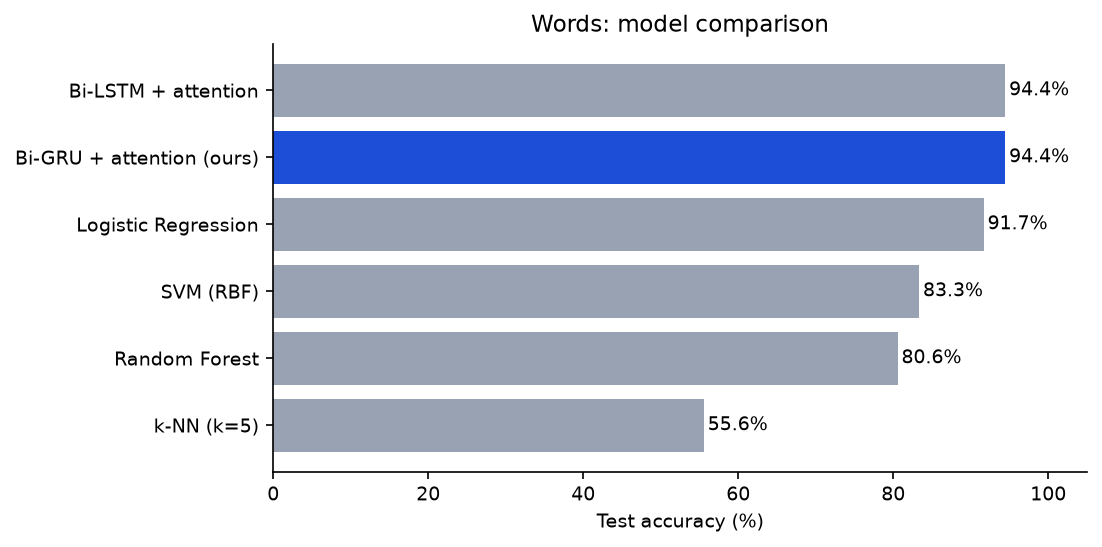 Words: model comparison
Bi-LSTM + attention 94.4%
Bi-GRU + attention (ours) 94.4%
Logistic Regression 91.7%
SVM (RBF) 83.3%
Random Forest 80.6%
k-NN (k=5) 55.6%
0 20 40 60 80 100
Test accuracy (%)